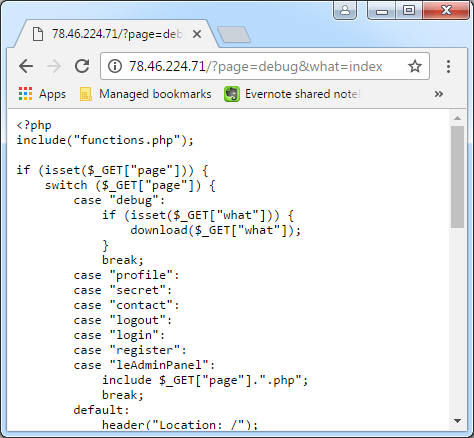 78.46.224.71/?page=deb
78.46.224.71/?page=debug&what=index
Apps Managed bookmarks Evernote shared note
<?php
include("functions.php");

if (isset($_GET["page"])) {
    switch ($_GET["page"]) {
        case "debug":
            if (isset($_GET["what"])) {
                download($_GET["what"]);
            }
            break;
        case "profile":
        case "secret":
        case "contact":
        case "logout":
        case "login":
        case "register":
        case "leAdminPanel":
            include $_GET["page"].".php";
            break;
        default:
            header("Location: /");